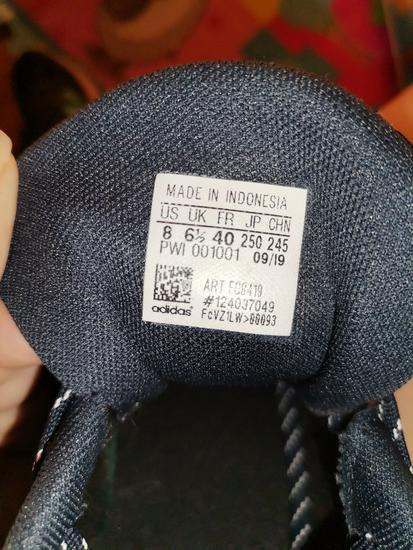 MADE IN INDONESIA
US UK FR JP CHN
8 6½ 40 250 245
PWI 001001 09/19
ART
#124037049
adidas